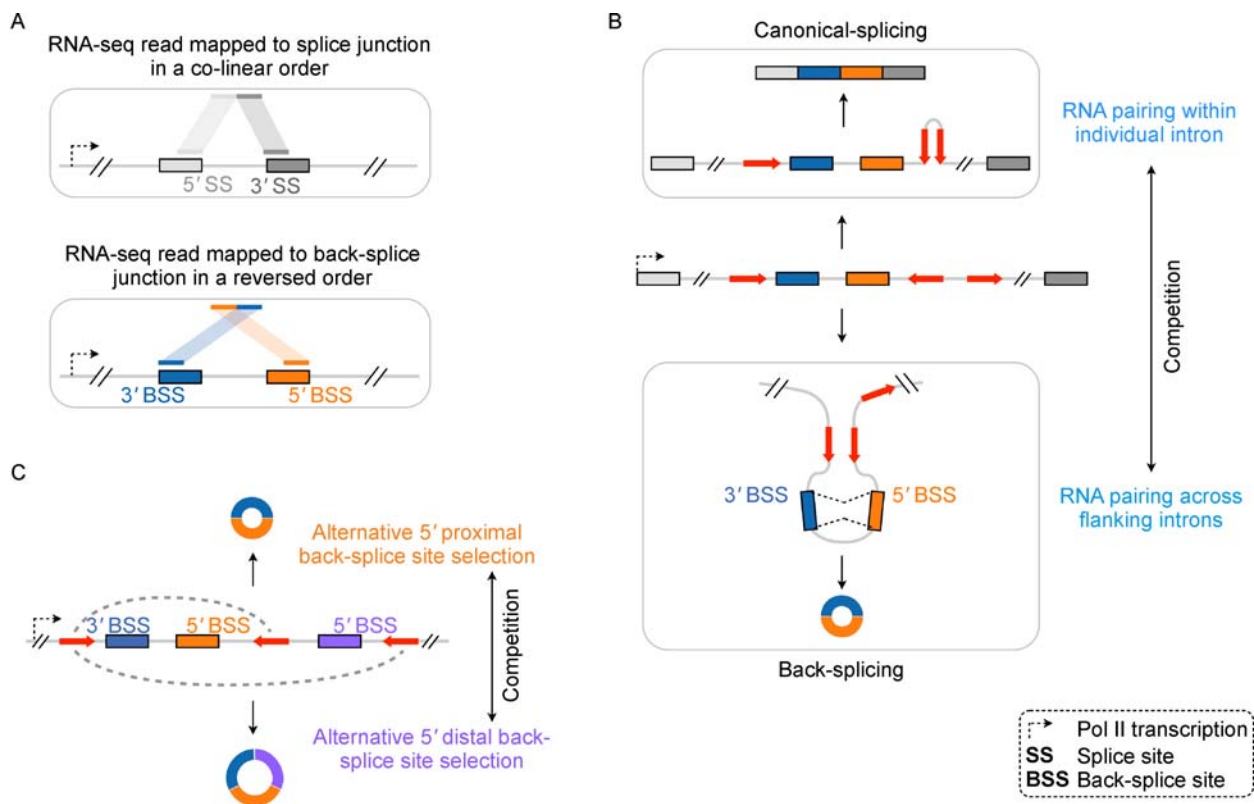 A
RNA-seq read mapped to splice junction
in a co-linear order
5′ SS
3′ SS
RNA-seq read mapped to back-splice
junction in a reversed order
3′ BSS
5′ BSS
B
Canonical-splicing
RNA pairing within
individual intron
Competition
3′ BSS
5′ BSS
RNA pairing across
flanking introns
Back-splicing
C
Alternative 5′ proximal
back-splice site selection
3′ BSS
5′ BSS
5′ BSS
Competition
Alternative 5′ distal back-
splice site selection
Pol II transcription
SS Splice site
BSS Back-splice site